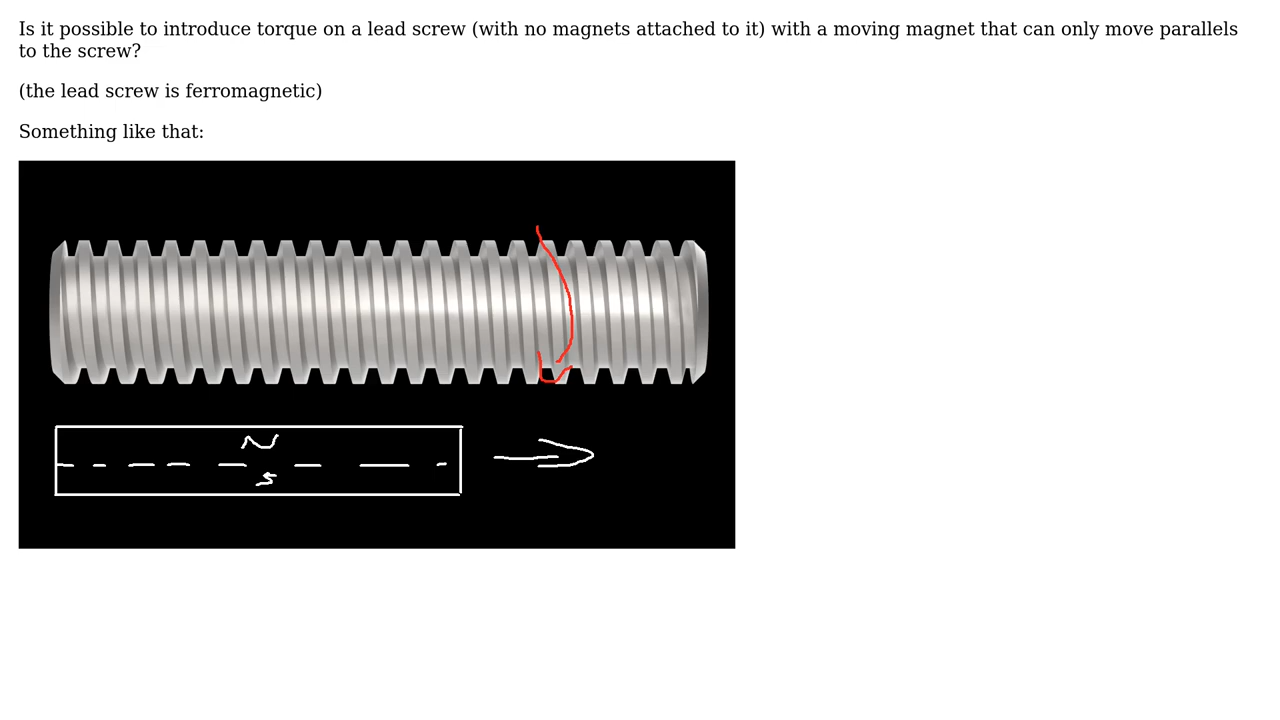 Is it possible to introduce torque on a lead screw (with no magnets attached to it) with a moving magnet that can only move parallels
to the screw?
(the lead screw is ferromagnetic)
Something like that:
N
S